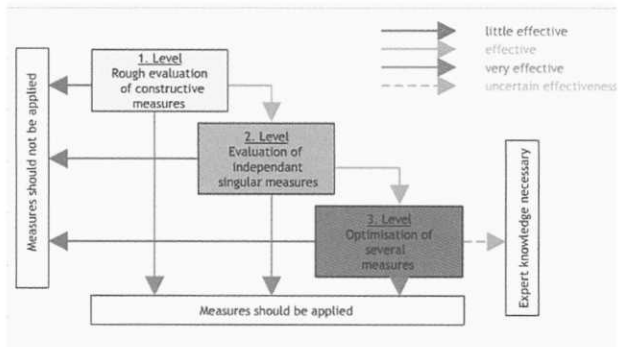 little effective
effective
very effective
uncertain effectiveness
1. Level
Rough evaluation
of constructive
measures
2. Level
Evaluation of
independant
singular measures
3. Level
Optimisation of
several
measures
Measures should not be applied
Expert knowledge necessary
Measures should be applied